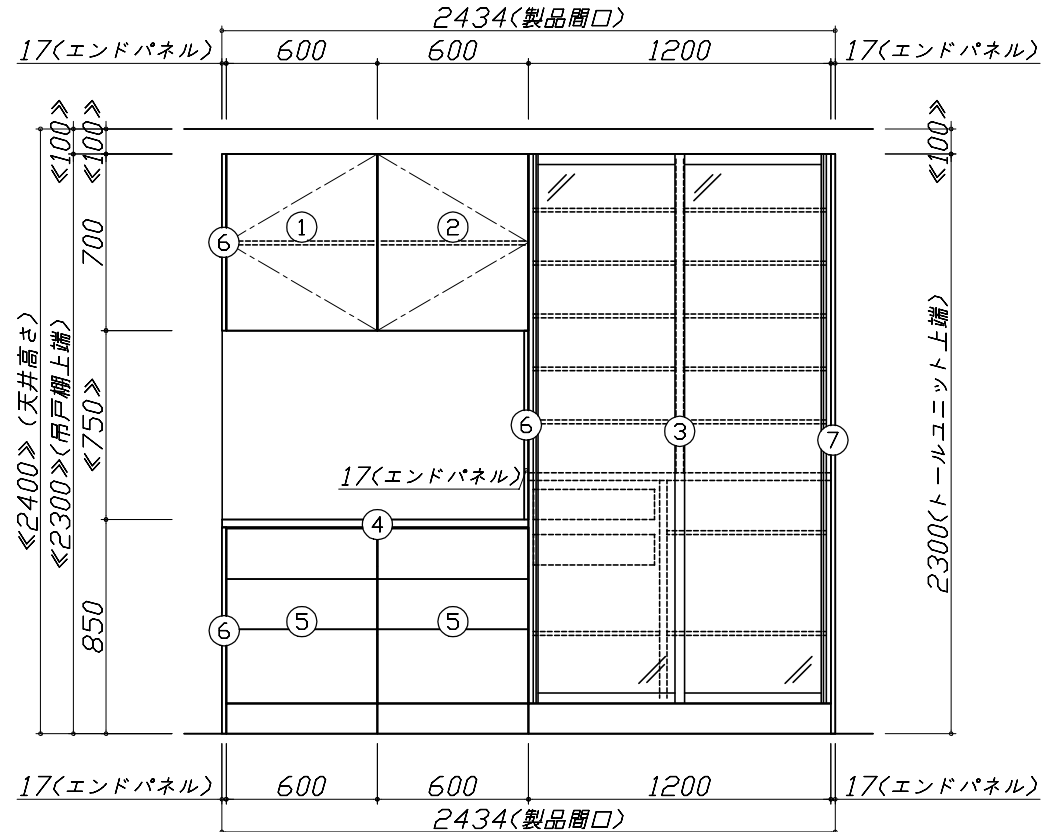 2434(製品間口)
17(エンドパネル) 600 600 1200 17(エンドパネル)
≪100≫ ≪100≫ ≪100≫
700
① ②
⑥
≪2400≫(天井高さ)
≪2300≫(吊戸棚上端)
≪750≫
2300(トールユニット上端)
⑥ ③ ⑦
17(エンドパネル)
④
850
⑥ ⑤ ⑤
17(エンドパネル) 600 600 1200 17(エンドパネル)
2434(製品間口)